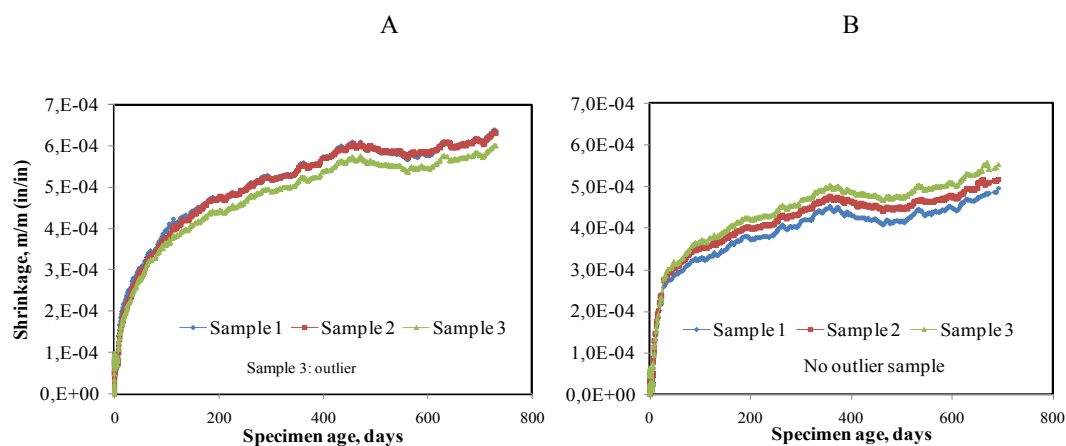 A
B
Shrinkage, m/m (in/in)
7,E-04
6,E-04
5,E-04
4,E-04
3,E-04
2,E-04
1,E-04
0,E+00
Sample 1 Sample 2 Sample 3
Sample 3: outlier
0 200 400 600 800
Specimen age, days
7,0E-04
6,0E-04
5,0E-04
4,0E-04
3,0E-04
2,0E-04
1,0E-04
0,0E+00
Sample 1 Sample 2 Sample 3
No outlier sample
0 200 400 600 800
Specimen age, days